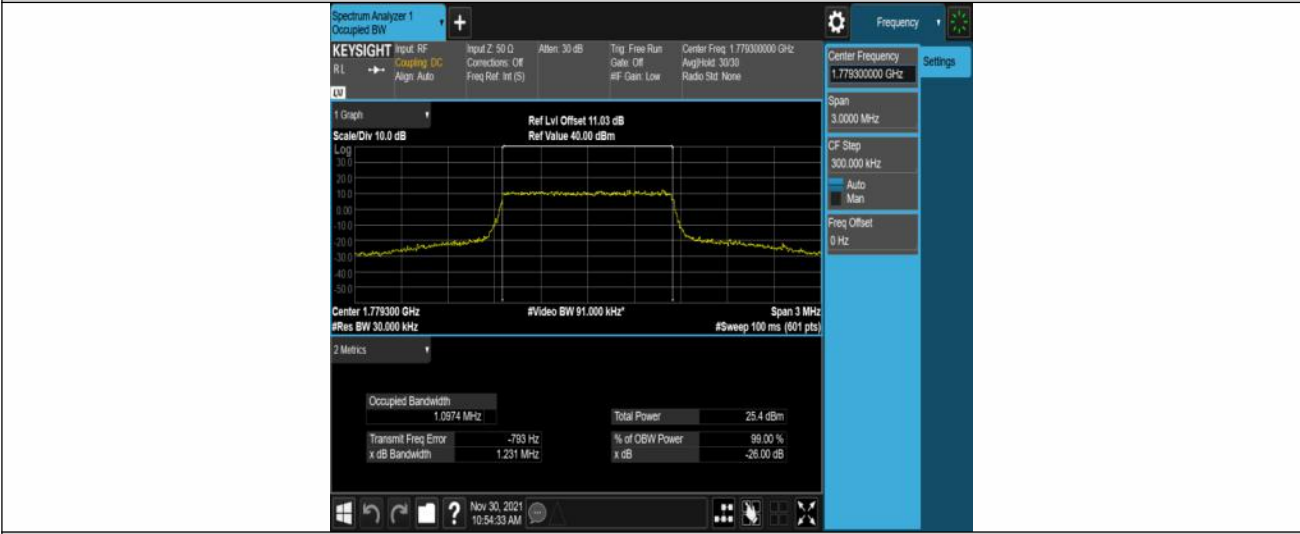 Spectrum Analyzer 1
Occupied BW
+
Frequency
KEYSIGHT
Input: RF
Coupling: DC
Align: Auto
Input Z: 50 Ω
Corrections: Off
Freq Ref: Int (S)
Atten: 30 dB
Trig: Free Run
Gate: Off
#IF Gain: Low
Center Freq: 1.779300000 GHz
Avg|Hold: 30/30
Radio Std: None
RL
LVI
Center Frequency
1.779300000 GHz
Settings
Span
3.0000 MHz
CF Step
300.000 kHz
Auto
Man
Freq Offset
0 Hz
1 Graph
Scale/Div 10.0 dB
Ref Lvl Offset 11.03 dB
Ref Value 40.00 dBm
Log
30.0
20.0
10.0
0.00
-10.0
-20.0
-30.0
-40.0
-50.0
Center 1.779300 GHz
#Video BW 91.000 kHz*
Span 3 MHz
#Res BW 30.000 kHz
#Sweep 100 ms (601 pts)
2 Metrics
Occupied Bandwidth
1.0974 MHz
Total Power 25.4 dBm
Transmit Freq Error -793 Hz
% of OBW Power 99.00 %
x dB Bandwidth 1.231 MHz
x dB -26.00 dB
?
Nov 30, 2021
10:54:33 AM